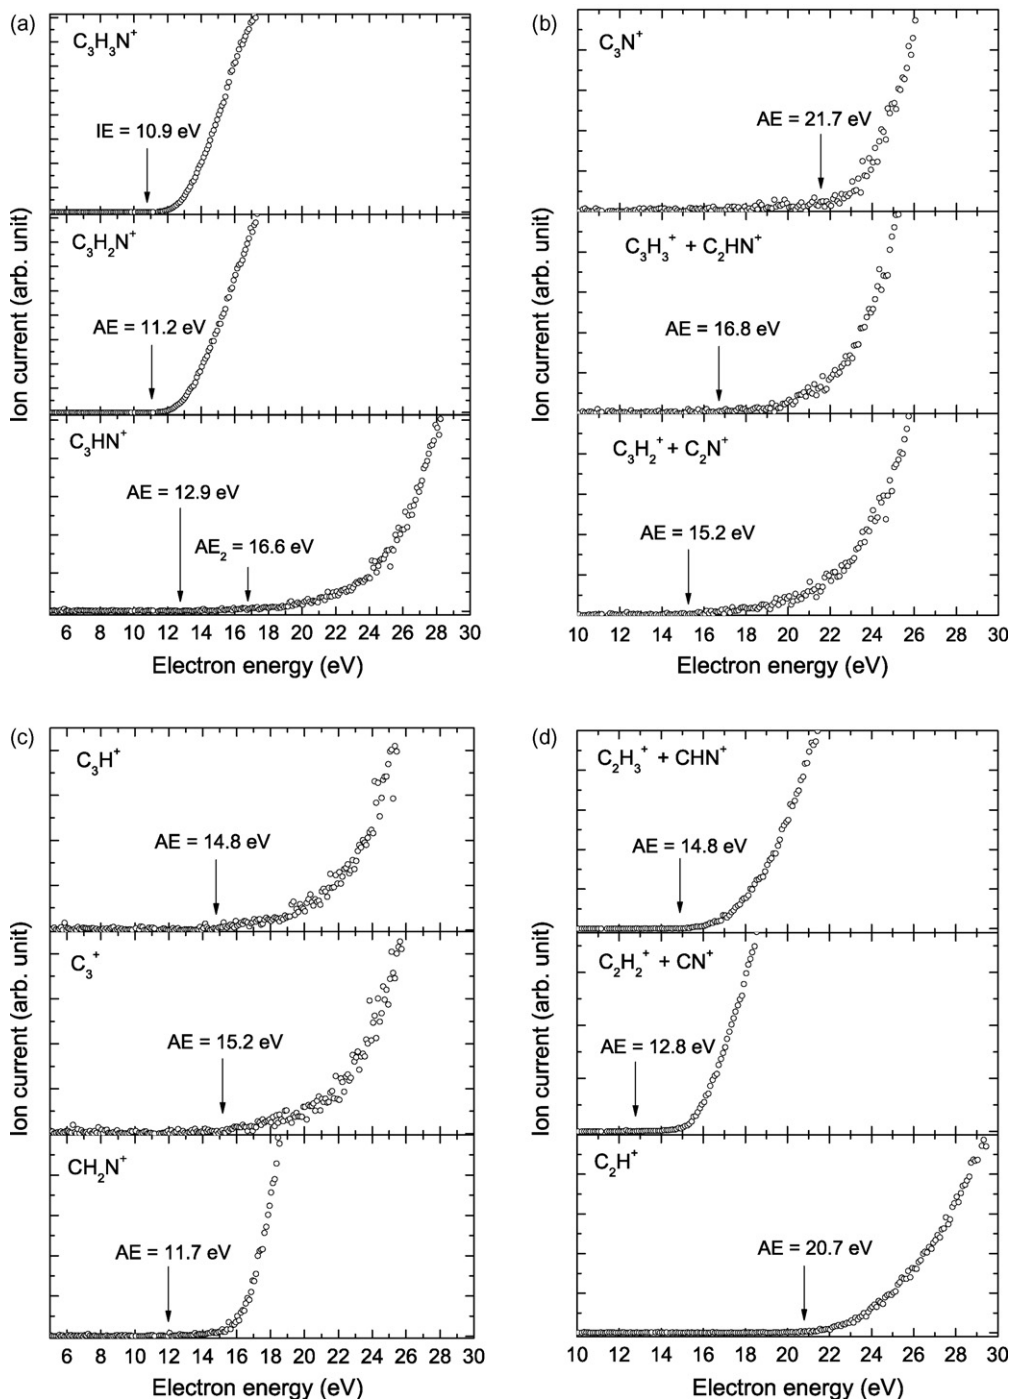 (a)
C₃H₃N⁺
IE = 10.9 eV
C₃H₂N⁺
AE = 11.2 eV
C₃HN⁺
AE = 12.9 eV
AE₂ = 16.6 eV
Ion current (arb. unit)
6 8 10 12 14 16 18 20 22 24 26 28 30
Electron energy (eV)
(b)
C₃N⁺
AE = 21.7 eV
C₃H₃⁺ + C₂HN⁺
AE = 16.8 eV
C₃H₂⁺ + C₂N⁺
AE = 15.2 eV
Ion current (arb. unit)
10 12 14 16 18 20 22 24 26 28 30
Electron energy (eV)
(c)
C₃H⁺
AE = 14.8 eV
C₃⁺
AE = 15.2 eV
CH₂N⁺
AE = 11.7 eV
Ion current (arb. unit)
6 8 10 12 14 16 18 20 22 24 26 28 30
Electron energy (eV)
(d)
C₂H₃⁺ + CHN⁺
AE = 14.8 eV
C₂H₂⁺ + CN⁺
AE = 12.8 eV
C₂H⁺
AE = 20.7 eV
Ion current (arb. unit)
10 12 14 16 18 20 22 24 26 28 30
Electron energy (eV)